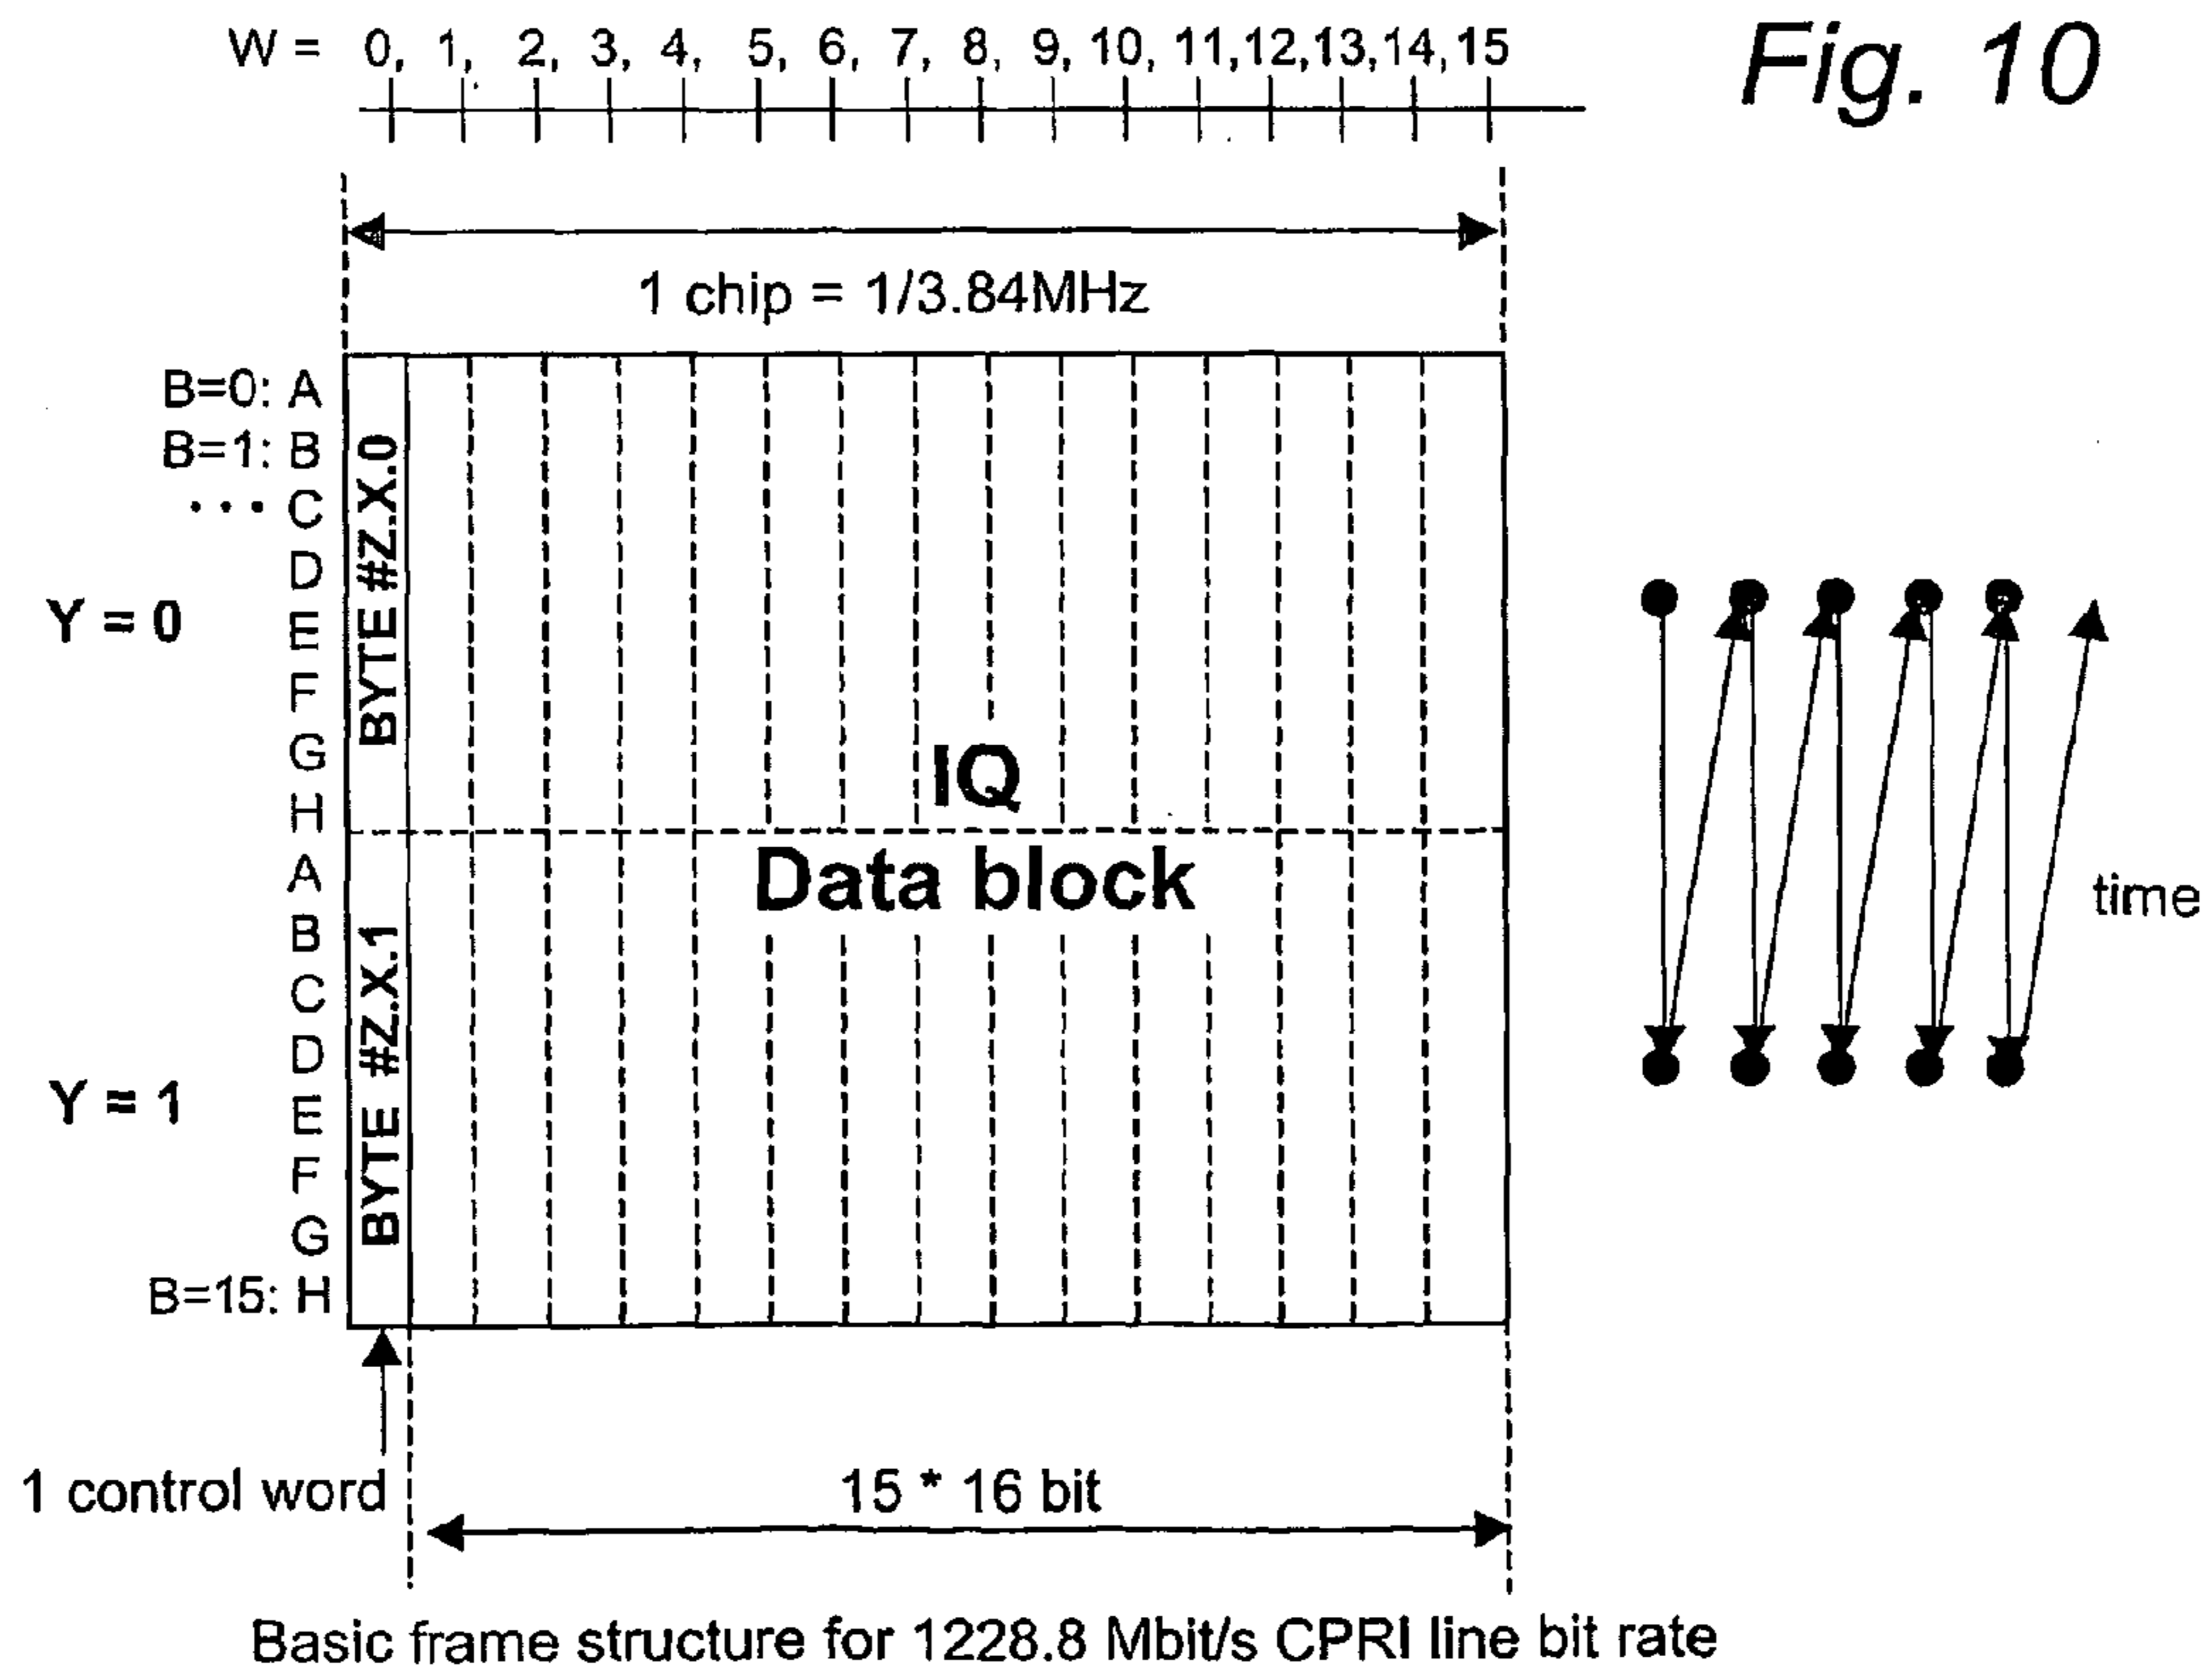 Fig. 10
W = 0, 1, 2, 3, 4, 5, 6, 7, 8, 9, 10, 11, 12, 13, 14, 15
1 chip = 1/3.84MHz
B=0: A
B=1: B
... C
D
E
F
G
H
A
B
C
D
E
F
G
B=15: H
Y = 0
Y = 1
BYTE #Z.X.0
BYTE #Z.X.1
IQ
Data block
time
1 control word
15 * 16 bit
Basic frame structure for 1228.8 Mbit/s CPRI line bit rate